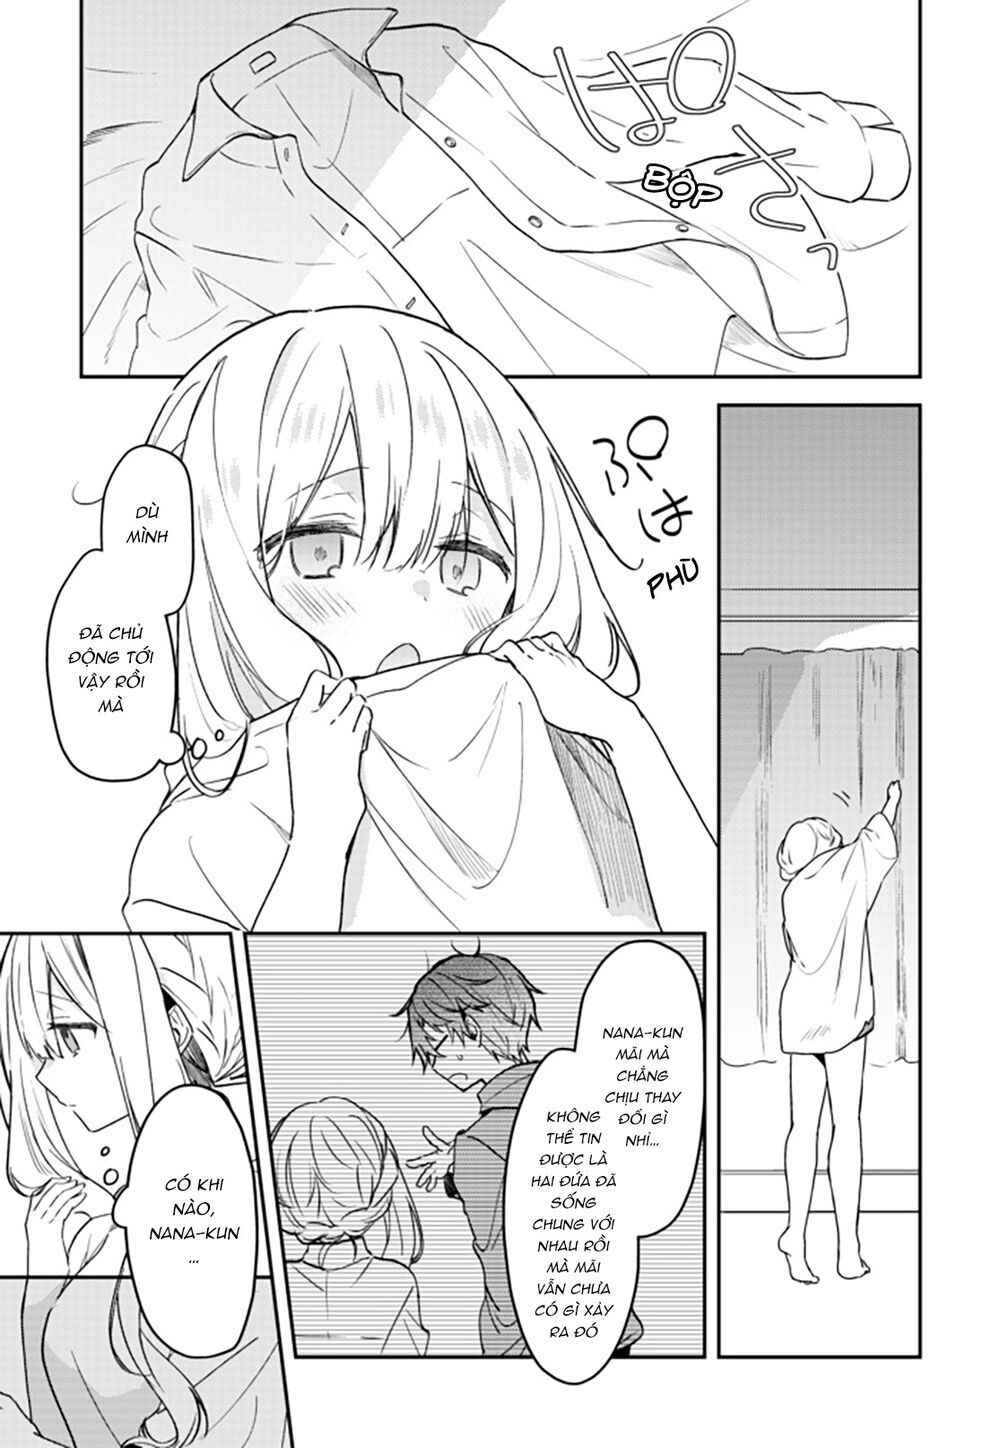 ぱさっ
BỘP
ぷは
PHÙ
DÙ
MÌNH
ĐÃ CHỦ
ĐỘNG TỚI
VẬY RỒI
MÀ
NANA-KUN
MÃI MÀ
CHẲNG
CHỊU THAY
ĐỔI GÌ
NHỈ...
KHÔNG
THỂ TIN
ĐƯỢC LÀ
HAI ĐỨA ĐÃ
SỐNG
CHUNG VỚI
NHAU RỒI
MÀ MÃI
VẪN CHƯA
CÓ GÌ XẢY
RA ĐÓ
CÓ KHI
NÀO,
NANA-KUN
...